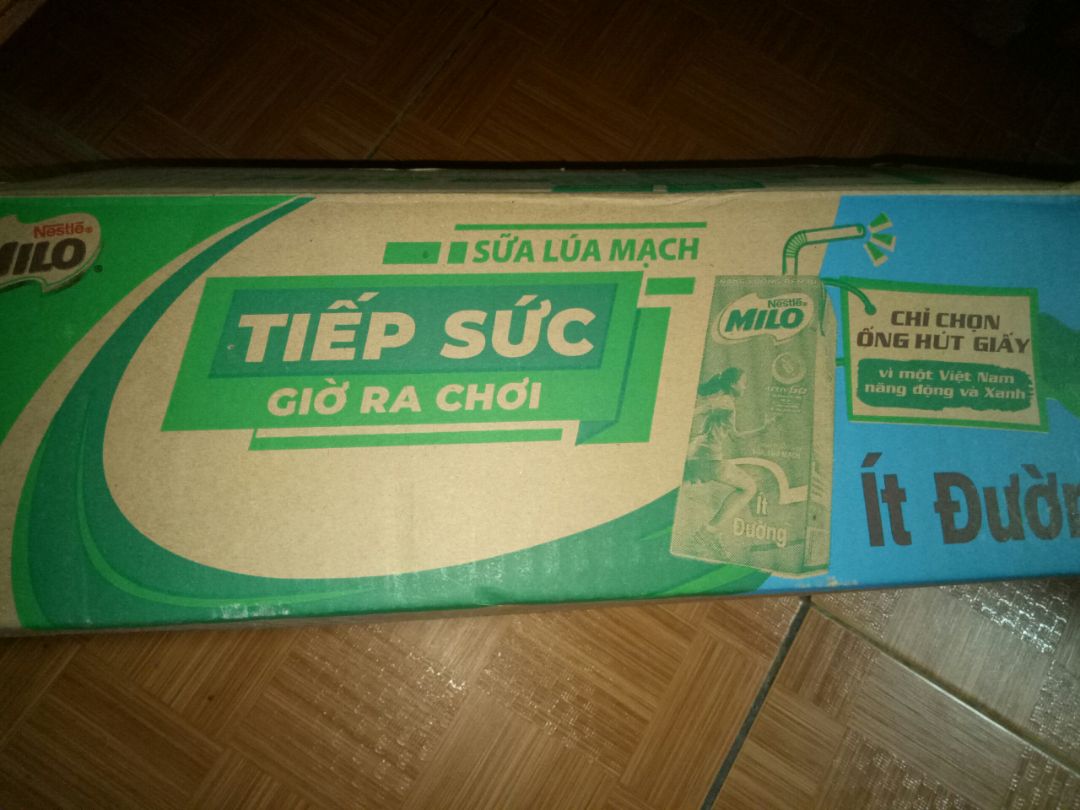 Nestlé
MILO
SỮA LÚA MẠCH
TIẾP SỨC
GIỜ RA CHƠI
Nestlé
MILO
Ít
Đường
CHỈ CHỌN
ỐNG HÚT GIẤY
vì một Việt Nam
năng động và Xanh
Ít Đườn